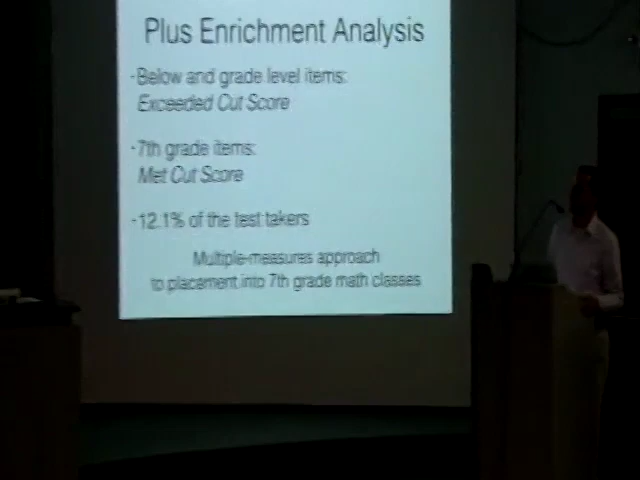 Plus Enrichment Analysis
-Below and grade level items:
Exceeded Cut Score
-7th grade items:
Met Cut Score
-12.1% of the test takers
Multiple-measures approach
to placement into 7th grade math classes